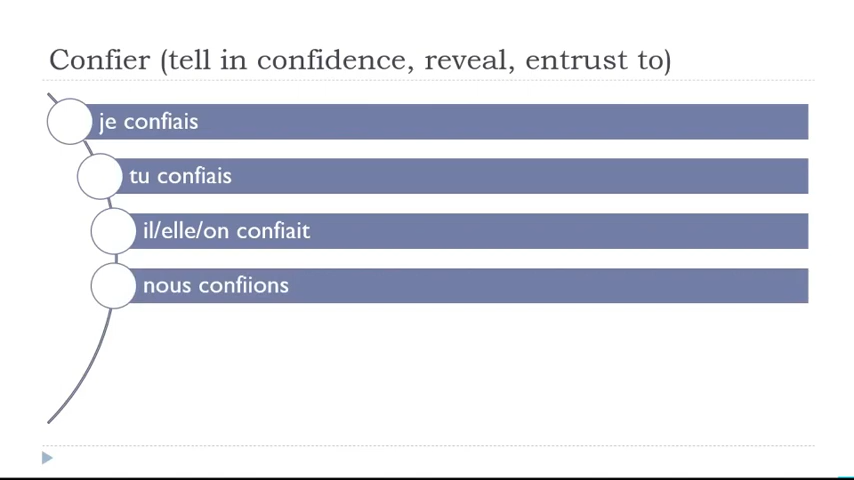 Confier (tell in confidence, reveal, entrust to)
je confiais
tu confiais
il/elle/on confiait
nous confiions